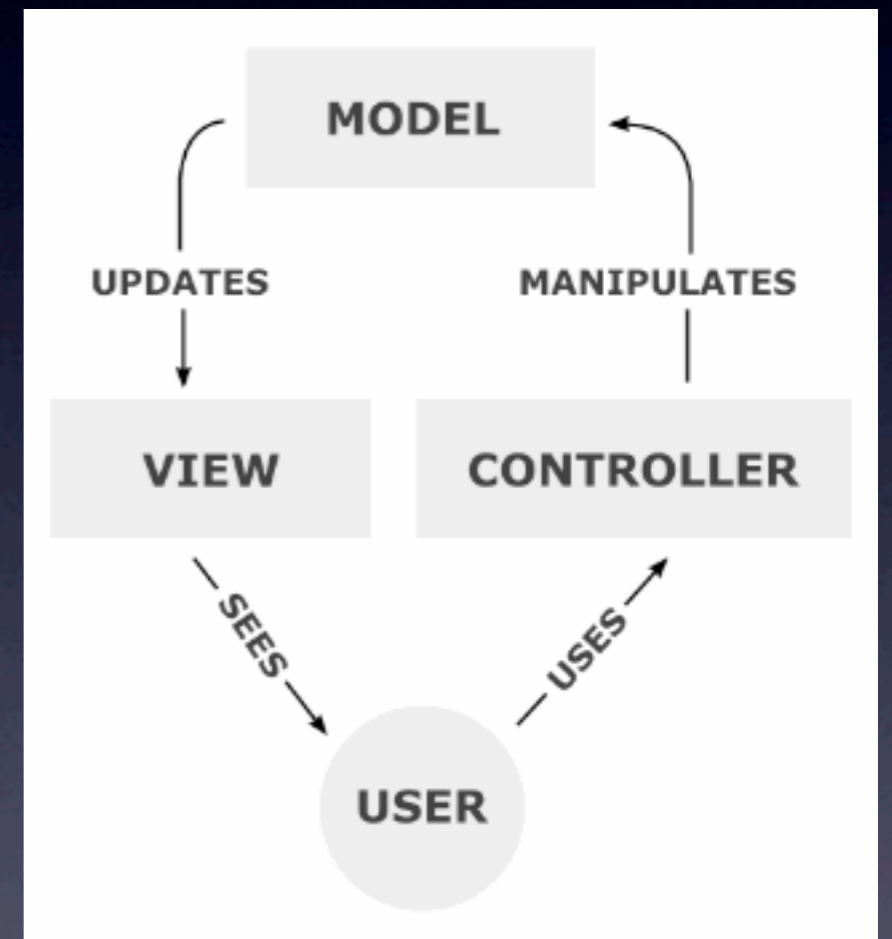 MODEL
UPDATES
MANIPULATES
VIEW
CONTROLLER
SEES
USES
USER